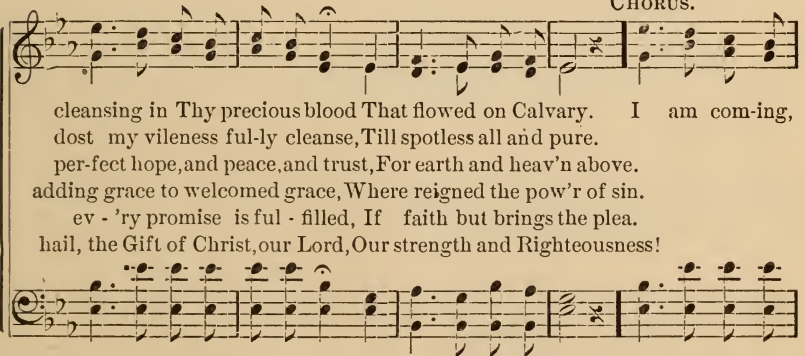 CHORUS.
cleansing in Thy precious blood That flowed on Calvary. I am com-ing,
dost my vileness ful-ly cleanse, Till spotless all and pure.
per-fect hope, and peace, and trust, For earth and heav'n above.
adding grace to welcomed grace, Where reigned the pow'r of sin.
ev - 'ry promise is ful - filled, If faith but brings the plea.
hail, the Gift of Christ, our Lord, Our strength and Righteousness!